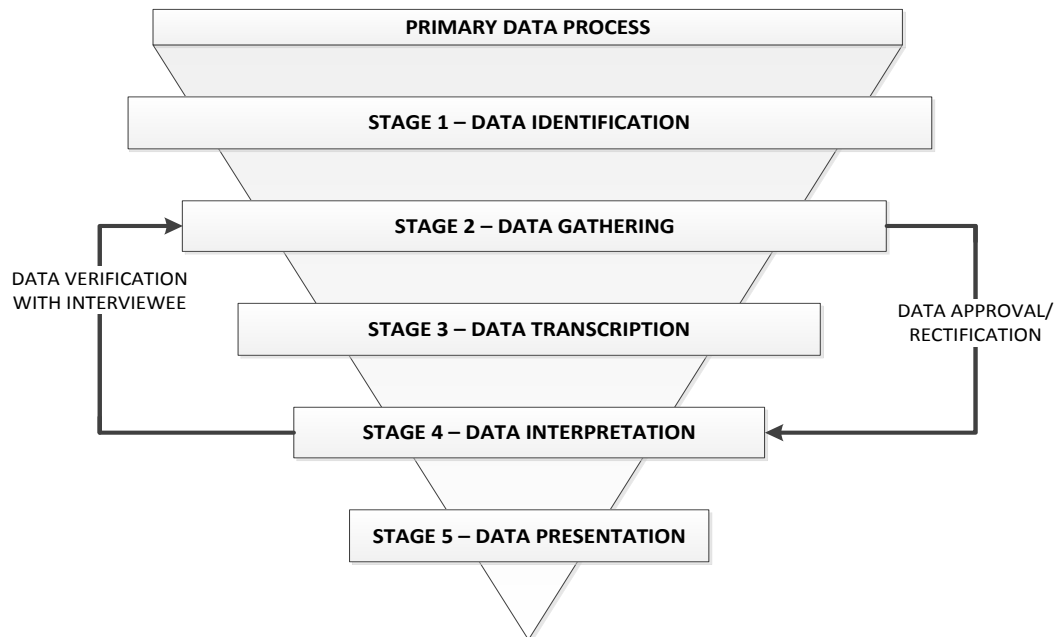 PRIMARY DATA PROCESS
STAGE 1 – DATA IDENTIFICATION
STAGE 2 – DATA GATHERING
DATA VERIFICATION
WITH INTERVIEWEE
DATA APPROVAL/
RECTIFICATION
STAGE 3 – DATA TRANSCRIPTION
STAGE 4 – DATA INTERPRETATION
STAGE 5 – DATA PRESENTATION